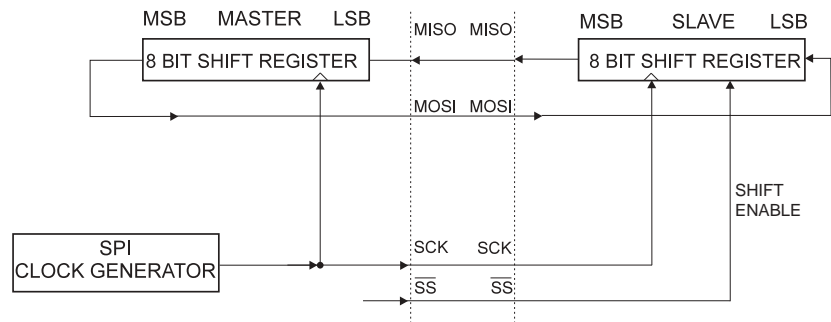 MSB MASTER LSB
MISO MISO
MSB SLAVE LSB
8 BIT SHIFT REGISTER
8 BIT SHIFT REGISTER
MOSI MOSI
SHIFT
ENABLE
SPI
CLOCK GENERATOR
SCK SCK
SS SS